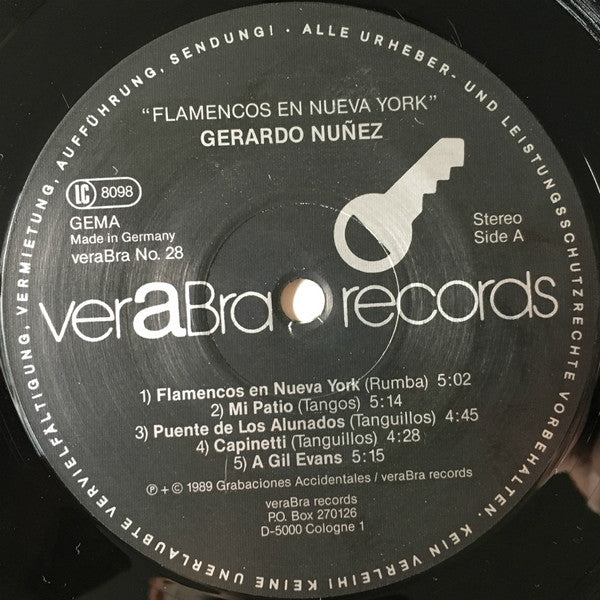 "FLAMENCOS EN NUEVA YORK"
GERARDO NUÑEZ
LC 8098
GEMA
Made in Germany
veraBra No. 28
Stereo
Side A
veraBra records
1) Flamencos en Nueva York (Rumba) 5:02
2) Mi Patio (Tangos) 5:14
3) Puente de Los Alunados (Tanguillos) 4:45
4) Capinetti (Tanguillos) 4:28
5) A Gil Evans 5:15
℗ + © 1989 Grabaciones Accidentales / veraBra records
veraBra records
P.O. Box 270126
D-5000 Cologne 1
ALLE URHEBER- UND LEISTUNGSSCHUTZRECHTE VORBEHALTEN. KEIN VERLEIH! KEINE UNERLAUBTE VERVIELFÄLTIGUNG, VERMIETUNG, AUFFÜHRUNG, SENDUNG! ·